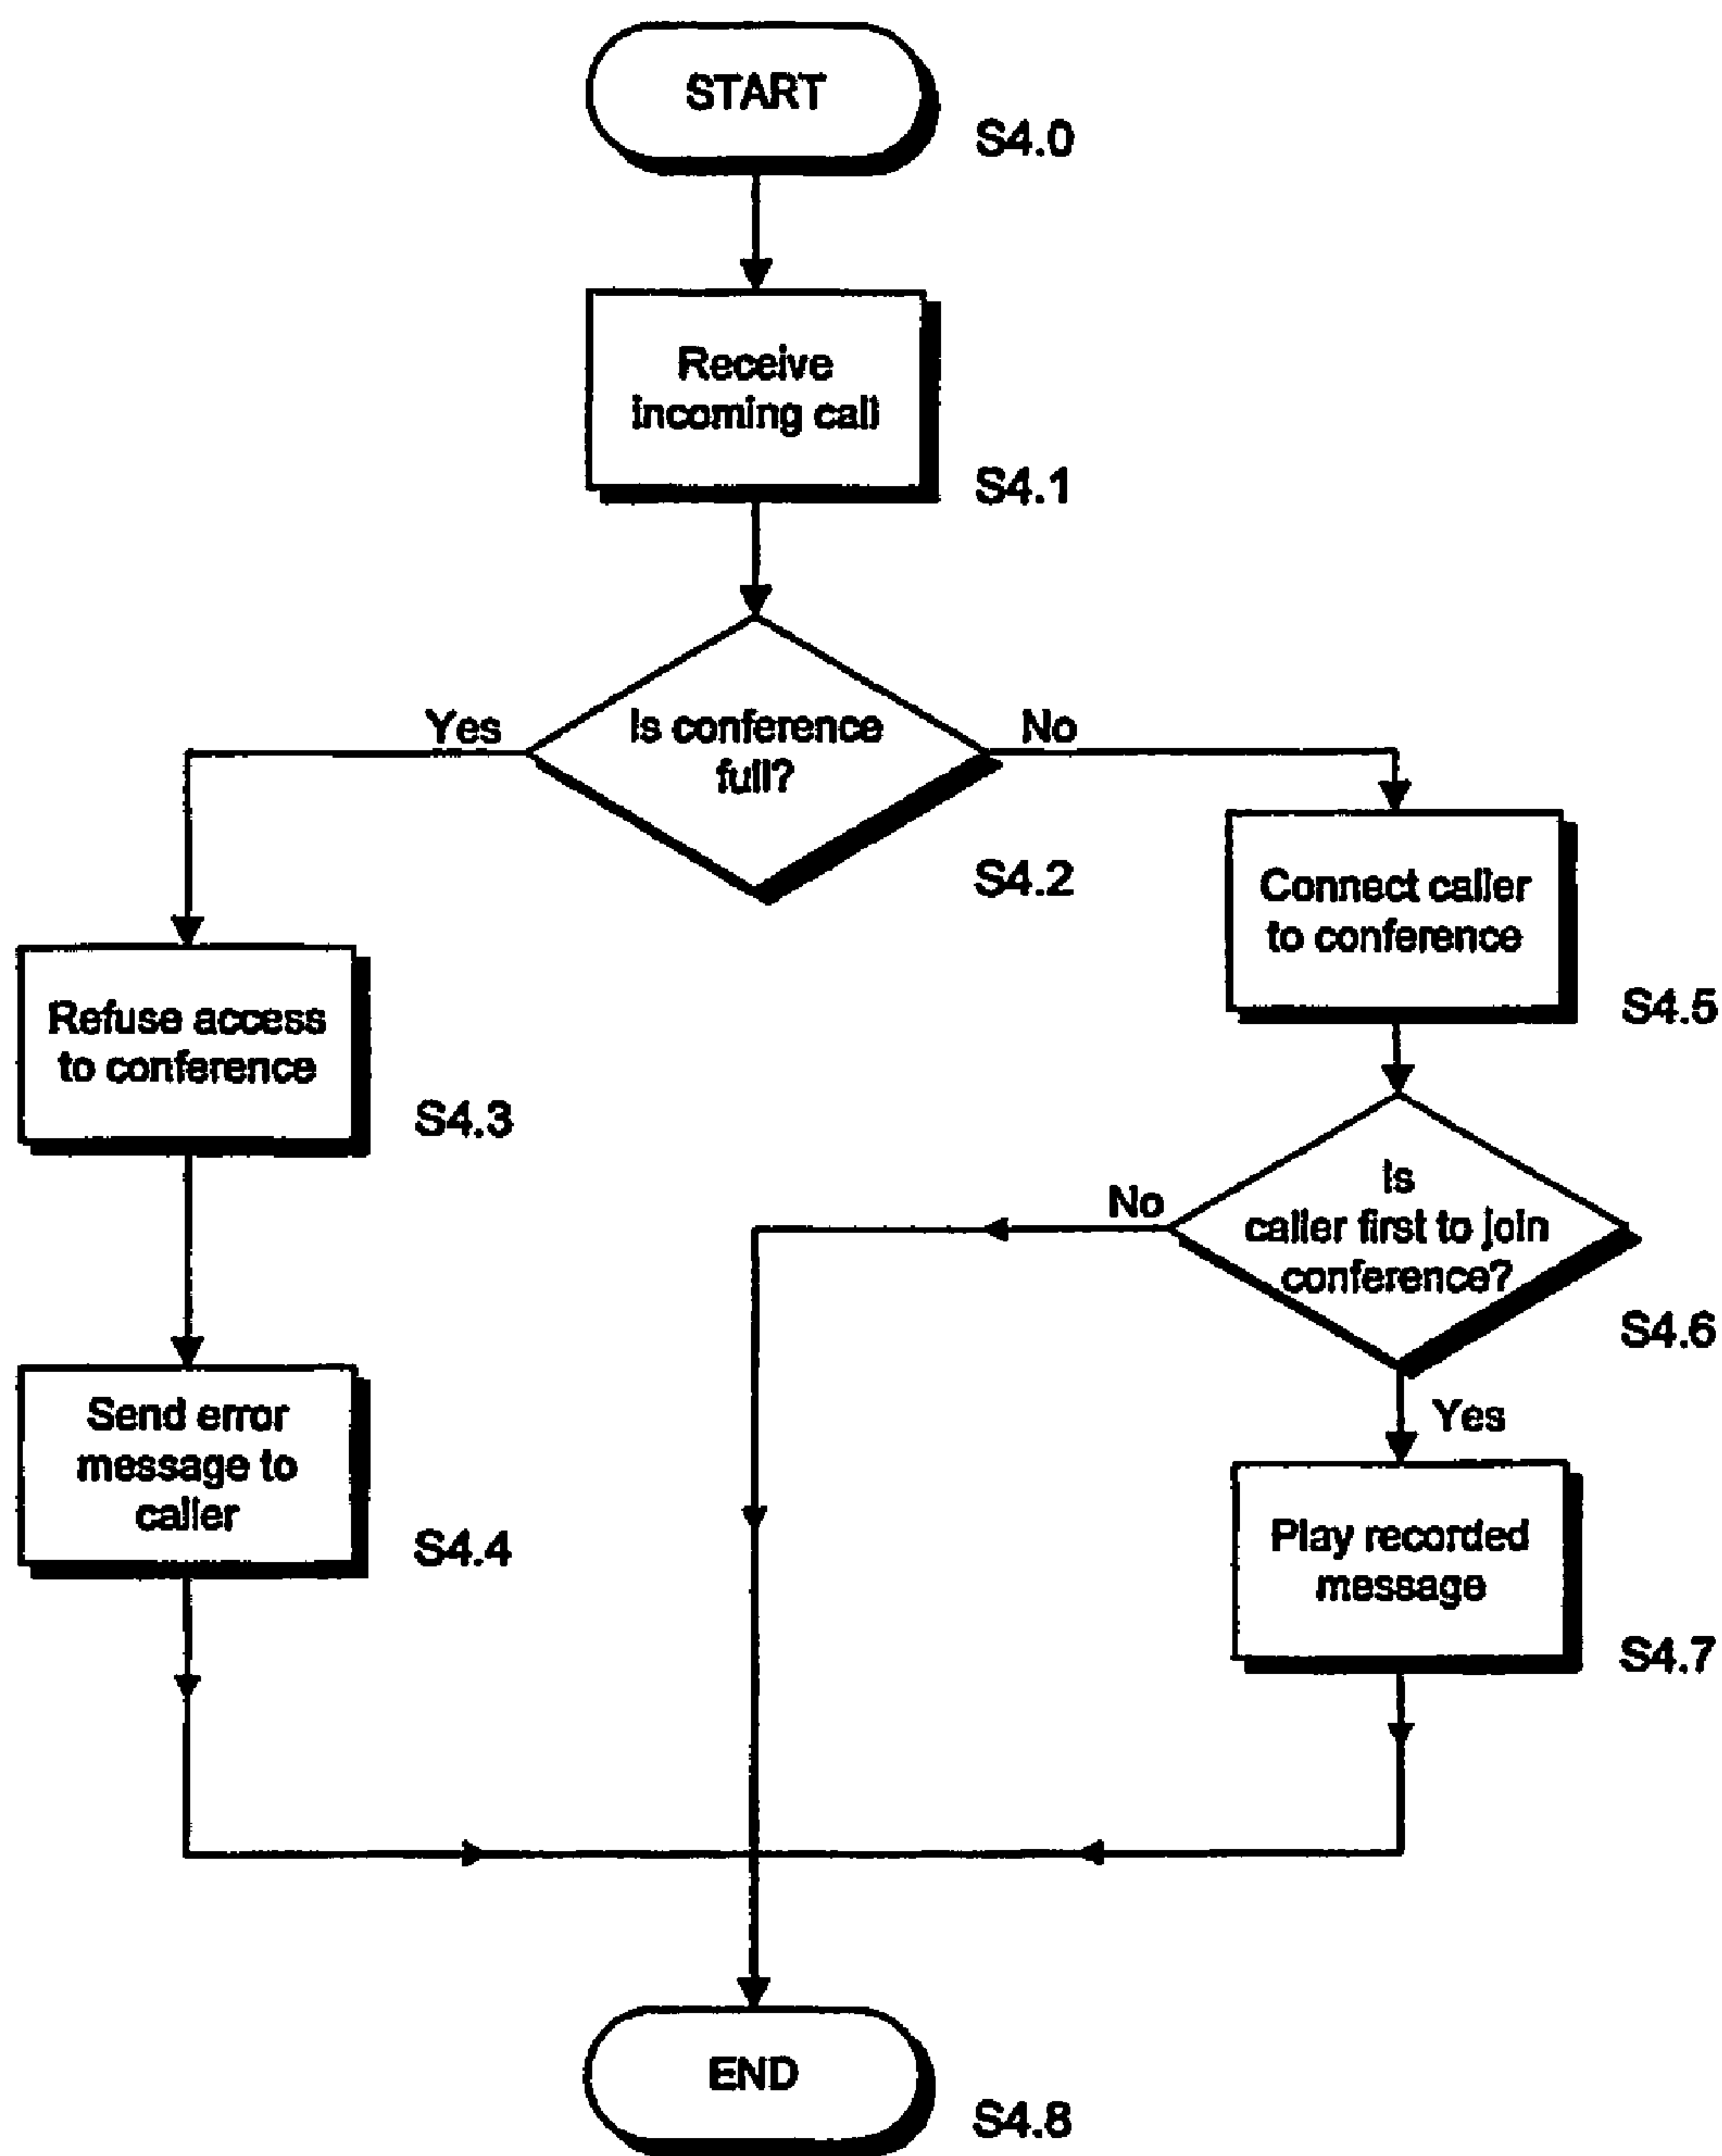 START
S4.0
Receive
incoming call
S4.1
Is conference
full?
Yes
No
S4.2
Refuse access
to conference
S4.3
Send error
message to
caller
S4.4
Connect caller
to conference
S4.5
Is
caller first to join
conference?
No
Yes
S4.6
Play recorded
message
S4.7
END
S4.8